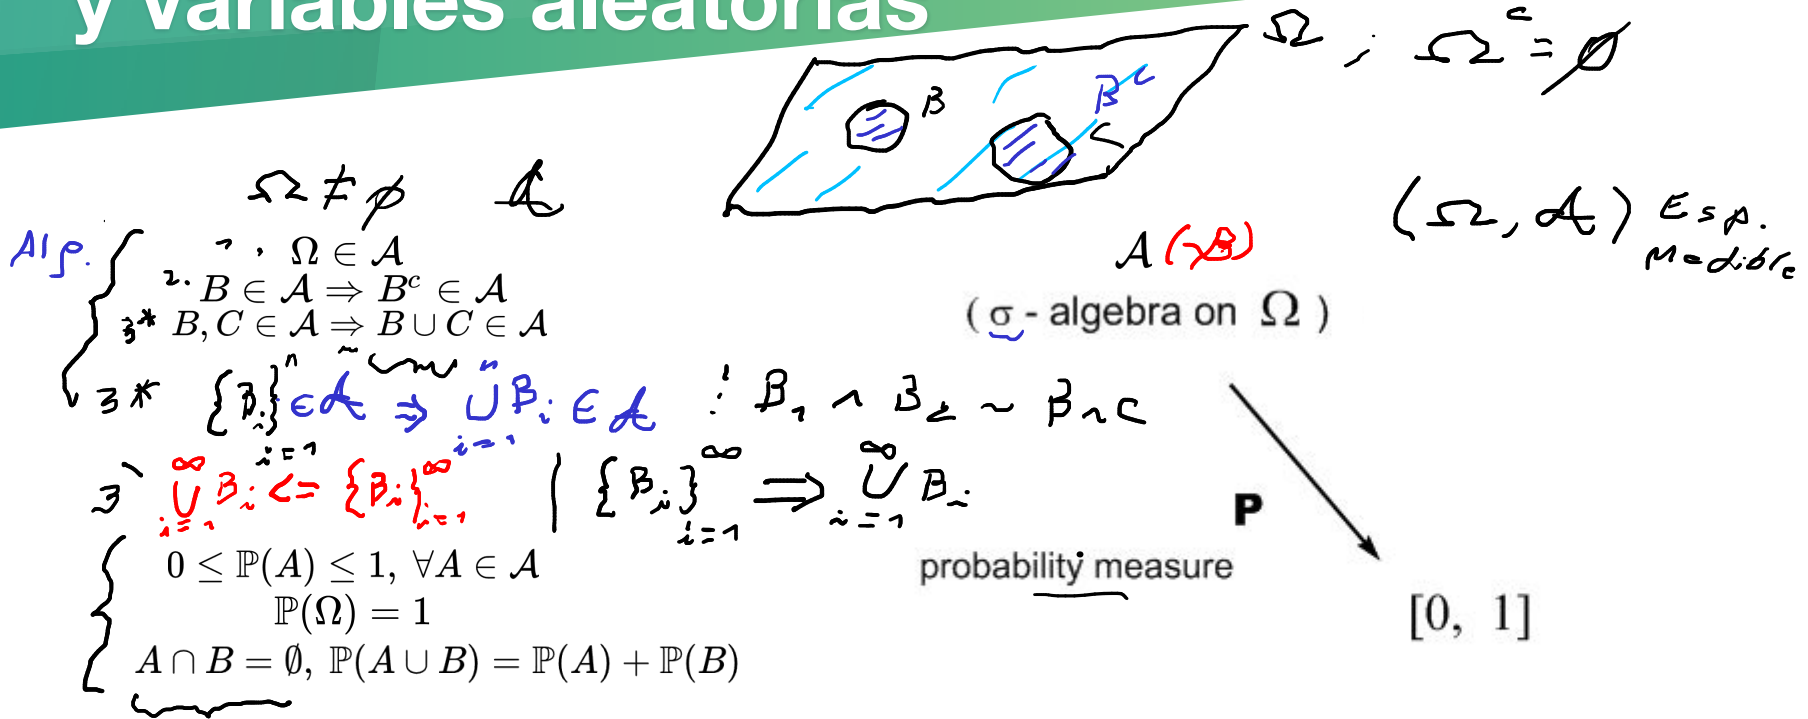 y variables aleatorias
Ω ; Ω^c = ∅
B
B^c
C
Ω ≠ ∅ 𝒜
(Ω, 𝒜) Esp. Medible
Alg.
1. Ω ∈ 𝒜
2. B ∈ 𝒜 ⇒ B^c ∈ 𝒜
3* B, C ∈ 𝒜 ⇒ B ∪ C ∈ 𝒜
𝒜
( σ - algebra on Ω )
3* {B_i}_{i=1}^n ∈ 𝒜 ⇒ ⋃_{i=1}^n B_i ∈ 𝒜 ; B_1 ∧ B_2 ~ B ∧ C
3` ⋃_{i=1}^∞ B_i <= {B_i}_{i=1}^∞ | {B_i}_{i=1}^∞ ⟹ ⋃_{i=1}^∞ B_i
P
probability measure
[0, 1]
0 ≤ ℙ(A) ≤ 1, ∀A ∈ 𝒜
ℙ(Ω) = 1
A ∩ B = ∅, ℙ(A ∪ B) = ℙ(A) + ℙ(B)